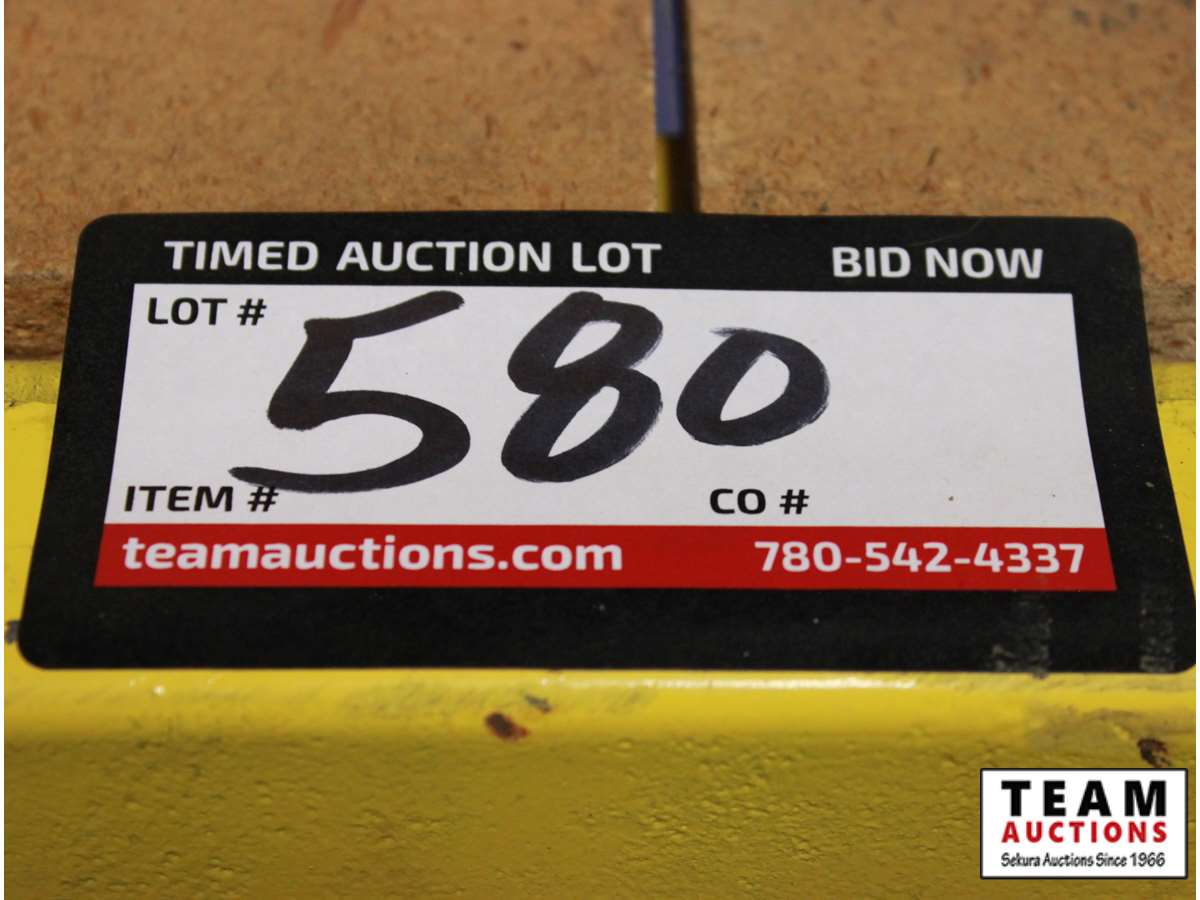 TIMED AUCTION LOT BID NOW
LOT # 580
ITEM # CO #
teamauctions.com 780-542-4337
TEAM
AUCTIONS
Sekura Auctions Since 1966